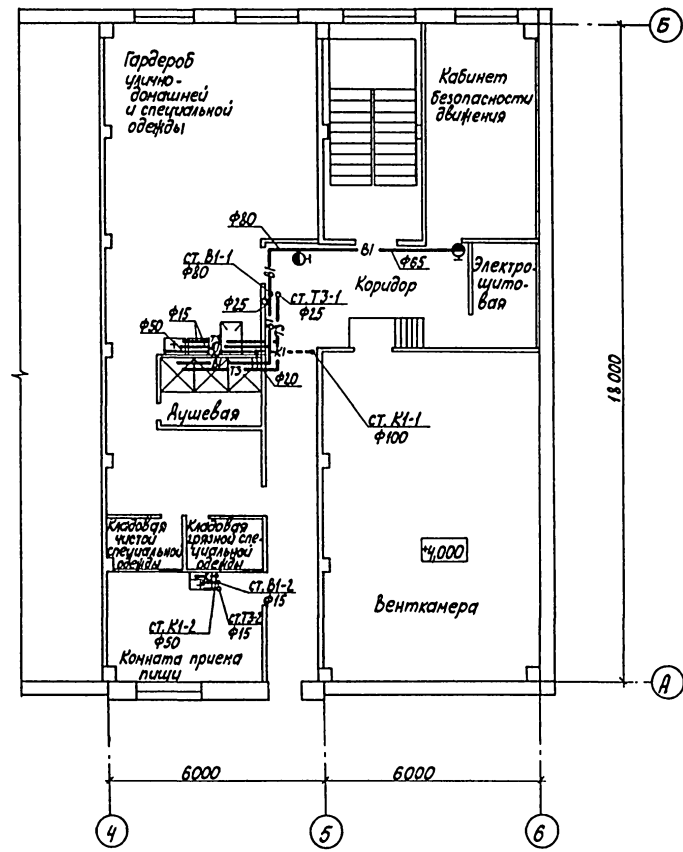 Б
Гардероб
улично-
домашней
и специальной
одежды
Кабинет
безопасности
движения
ф80
В1
ф65
ст. В1-1
ф80
Коридор
Электро-
щитовая
ф25
ст. Т3-1
ф25
ф15
ф50
К1
Т3
ф20
Душевая
ст. К1-1
ф100
18000
Кладовая
чистой
специальной
одежды
Кладовая
грязной спе-
циальной
одежды
+4,000
Венткамера
ст. В1-2
ф15
ст. Т3-2
ф15
ст. К1-2
ф50
Комната приема
пищи
А
6000
6000
4
5
6